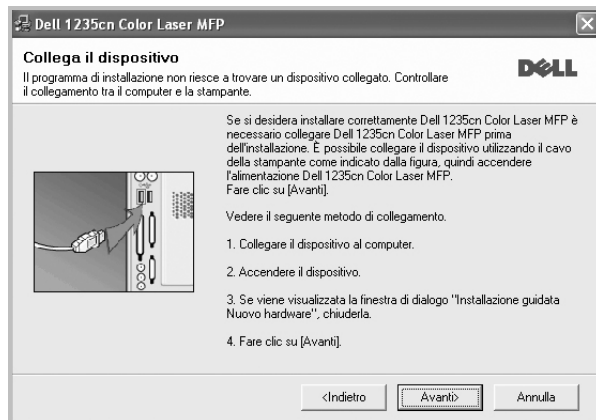 Dell 1235cn Color Laser MFP
Collega il dispositivo
Il programma di installazione non riesce a trovare un dispositivo collegato. Controllare
il collegamento tra il computer e la stampante.
DELL
Se si desidera installare correttamente Dell 1235cn Color Laser MFP è
necessario collegare Dell 1235cn Color Laser MFP prima
dell'installazione. È possibile collegare il dispositivo utilizzando il cavo
della stampante come indicato dalla figura, quindi accendere
l'alimentazione Dell 1235cn Color Laser MFP.
Fare clic su [Avanti].
Vedere il seguente metodo di collegamento.
1. Collegare il dispositivo al computer.
2. Accendere il dispositivo.
3. Se viene visualizzata la finestra di dialogo "Installazione guidata
Nuovo hardware", chiuderla.
4. Fare clic su [Avanti].
<Indietro
Avanti>
Annulla